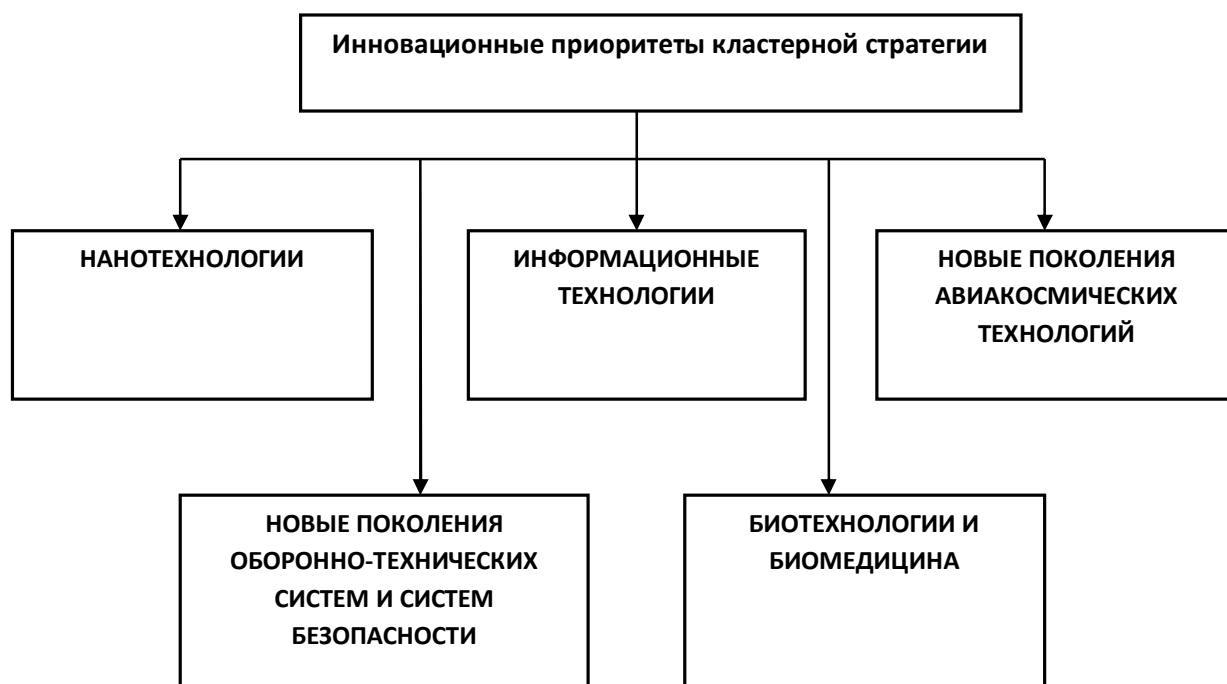 Инновационные приоритеты кластерной стратегии
НАНОТЕХНОЛОГИИ
ИНФОРМАЦИОННЫЕ
ТЕХНОЛОГИИ
НОВЫЕ ПОКОЛЕНИЯ
АВИАКОСМИЧЕСКИХ
ТЕХНОЛОГИЙ
НОВЫЕ ПОКОЛЕНИЯ
ОБОРОННО-ТЕХНИЧЕСКИХ
СИСТЕМ И СИСТЕМ
БЕЗОПАСНОСТИ
БИОТЕХНОЛОГИИ И
БИОМЕДИЦИНА